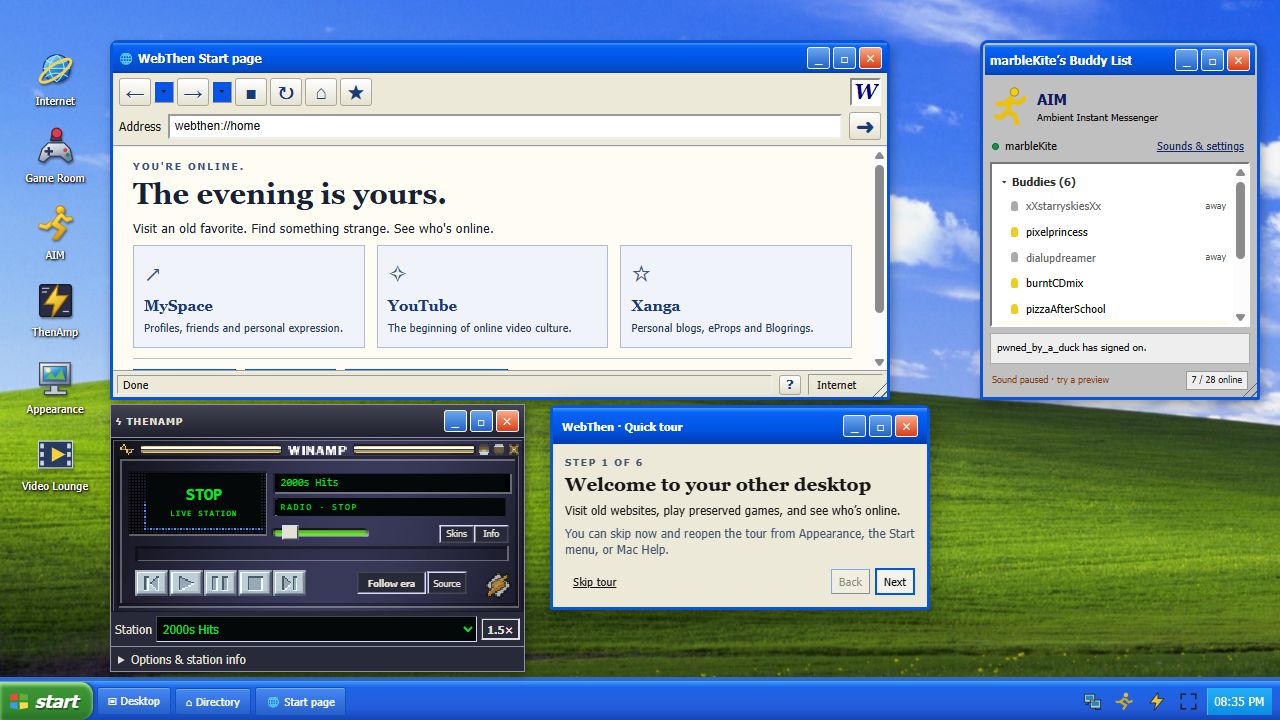 Internet
Game Room
AIM
ThenAmp
Appearance
Video Lounge
WebThen Start page
W
Address webthen://home
YOU'RE ONLINE.
The evening is yours.
Visit an old favorite. Find something strange. See who's online.
MySpace
Profiles, friends and personal expression.
YouTube
The beginning of online video culture.
Xanga
Personal blogs, eProps and Blogrings.
Done
?
Internet
marbleKite’s Buddy List
AIM
Ambient Instant Messenger
marbleKite Sounds & settings
Buddies (6)
xXstarryskiesXx away
pixelprincess
dialupdreamer away
burntCDmix
pizzaAfterSchool
pwned_by_a_duck has signed on.
Sound paused · try a preview 7 / 28 online
THENAMP
WINAMP
STOP
LIVE STATION
2000s Hits
RADIO · STOP
Skins Info
Follow era Source
Station 2000s Hits 1.5×
Options & station info
WebThen · Quick tour
STEP 1 OF 6
Welcome to your other desktop
Visit old websites, play preserved games, and see who’s online.
You can skip now and reopen the tour from Appearance, the Start
menu, or Mac Help.
Skip tour Back Next
start Desktop Directory Start page 08:35 PM